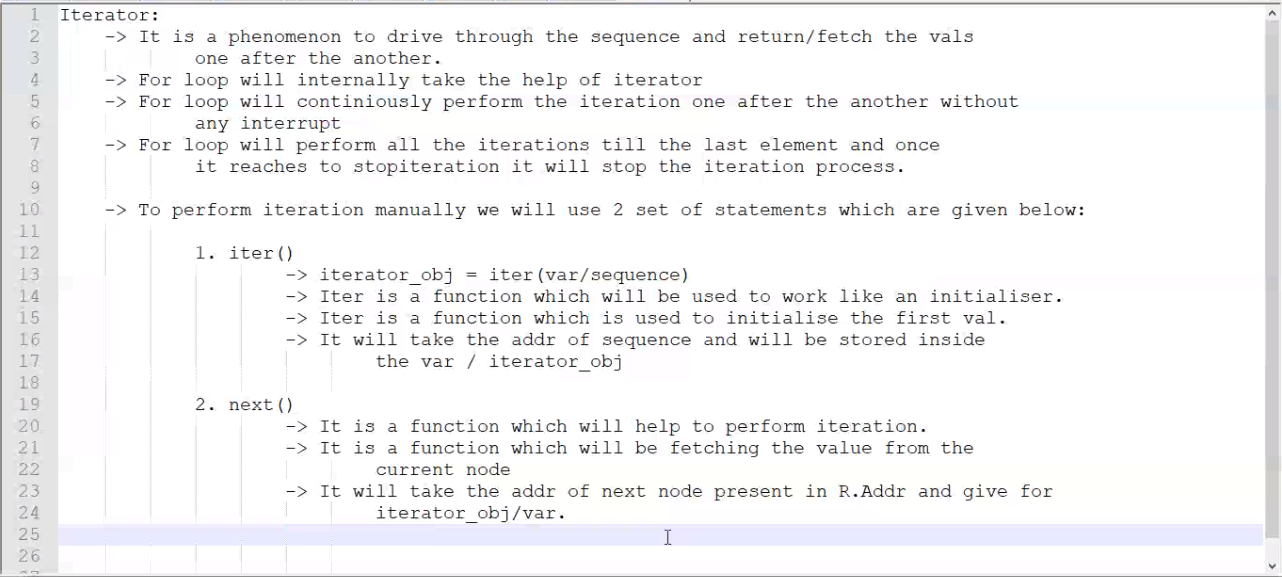 1 Iterator:
2 -> It is a phenomenon to drive through the sequence and return/fetch the vals
3 one after the another.
4 -> For loop will internally take the help of iterator
5 -> For loop will continiously perform the iteration one after the another without
6 any interrupt
7 -> For loop will perform all the iterations till the last element and once
8 it reaches to stopiteration it will stop the iteration process.
9
10 -> To perform iteration manually we will use 2 set of statements which are given below:
11
12 1. iter()
13 -> iterator_obj = iter(var/sequence)
14 -> Iter is a function which will be used to work like an initialiser.
15 -> Iter is a function which is used to initialise the first val.
16 -> It will take the addr of sequence and will be stored inside
17 the var / iterator_obj
18
19 2. next()
20 -> It is a function which will help to perform iteration.
21 -> It is a function which will be fetching the value from the
22 current node
23 -> It will take the addr of next node present in R.Addr and give for
24 iterator_obj/var.
25
26